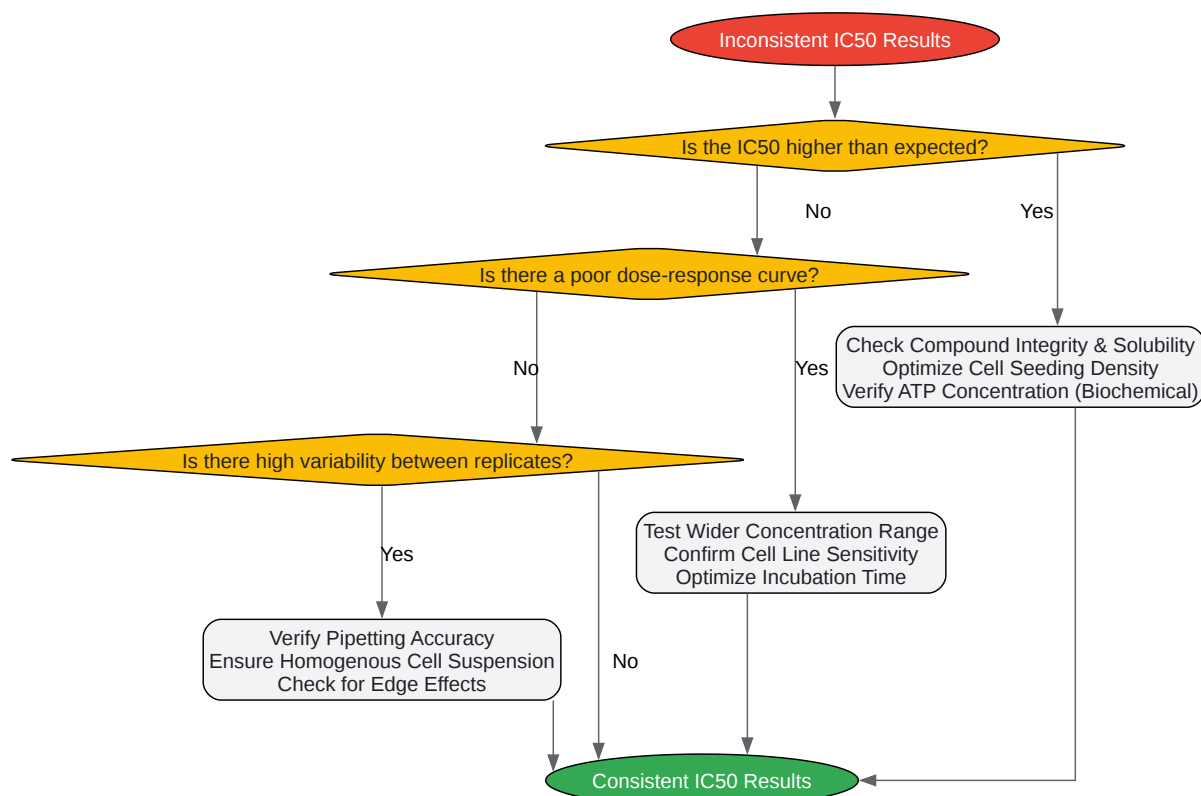 Inconsistent IC50 Results
Is the IC50 higher than expected?
No
Yes
Is there a poor dose-response curve?
Check Compound Integrity & Solubility
Optimize Cell Seeding Density
Verify ATP Concentration (Biochemical)
No
Yes
Is there high variability between replicates?
Test Wider Concentration Range
Confirm Cell Line Sensitivity
Optimize Incubation Time
Yes
Verify Pipetting Accuracy
Ensure Homogenous Cell Suspension
Check for Edge Effects
No
Consistent IC50 Results